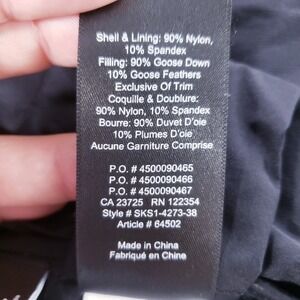 Shell & Lining: 90% Nylon,
10% Spandex
Filling: 90% Goose Down
10% Goose Feathers
Exclusive Of Trim
Coquille & Doublure:
90% Nylon, 10% Spandex
Bourre: 90% Duvet D'oie
10% Plumes D'oie
Aucune Garniture Comprise
P.O. # 4500090465
P.O. # 4500090466
P.O. # 4500090467
CA 23725 RN 122354
Style # SKS1-4273-38
Article # 64502
Made in China
Fabriqué en Chine